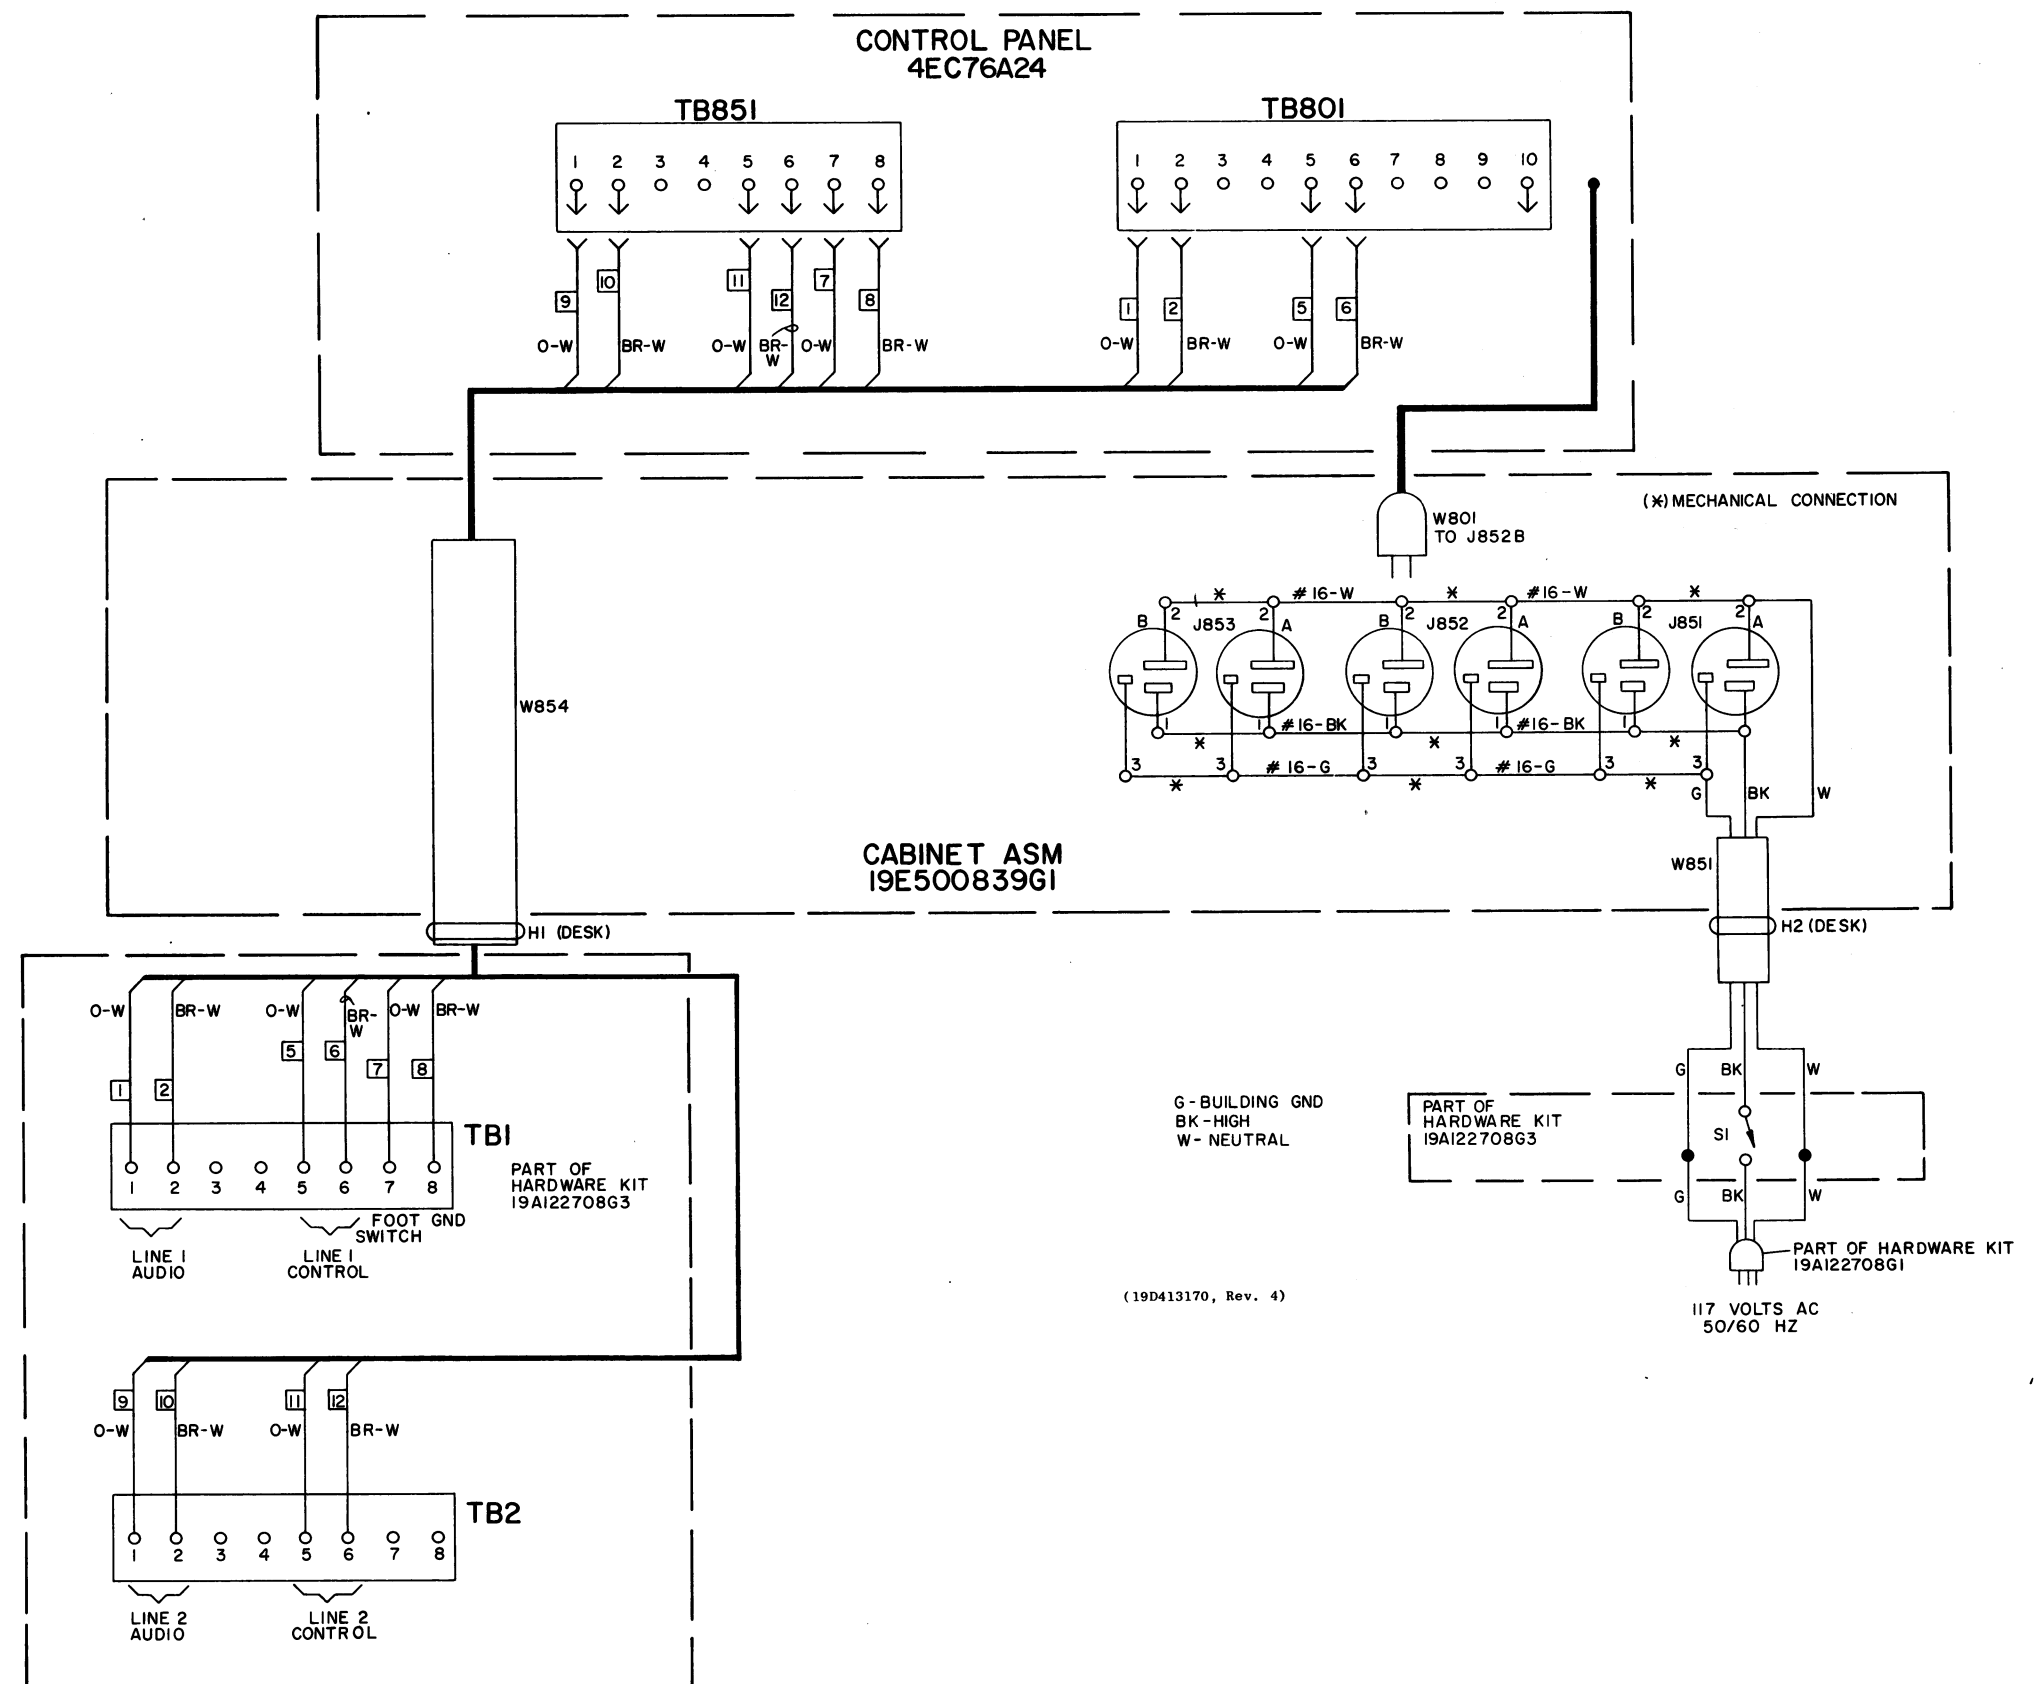 CONTROL PANEL
4EC76A24
TB851
TB801
1 2 3 4 5 6 7 8
1 2 3 4 5 6 7 8 9 10
9 10 11 12 7 8
1 2 5 6
O-W BR-W O-W BR-
W O-W BR-W
O-W BR-W O-W BR-W
(*) MECHANICAL CONNECTION
W801
TO J852B
* #16-W * #16-W *
B 2 J853 2 A B 2 J852 2 A B 2 J851 2 A
W854
1 1 #16-BK 1 1 #16-BK 1
* * *
3 3 #16-G 3 3 #16-G 3 3
* * *
G BK W
CABINET ASM
19E500839G1
W851
H1 (DESK)
H2 (DESK)
O-W BR-W O-W BR-
W O-W BR-W
1 2 5 6 7 8
G BK W
TB1
1 2 3 4 5 6 7 8
PART OF
HARDWARE KIT
19A122708G3
FOOT GND
SWITCH
LINE 1
AUDIO
LINE 1
CONTROL
G-BUILDING GND
BK-HIGH
W-NEUTRAL
PART OF
HARDWARE KIT
19A122708G3
S1
G BK W
PART OF HARDWARE KIT
19A122708G1
117 VOLTS AC
50/60 HZ
(19D413170, Rev. 4)
9 10 11 12
O-W BR-W O-W BR-W
TB2
1 2 3 4 5 6 7 8
LINE 2
AUDIO
LINE 2
CONTROL